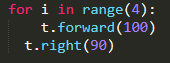 for i in range(4):
    t.forward(100)
  t.right(90)